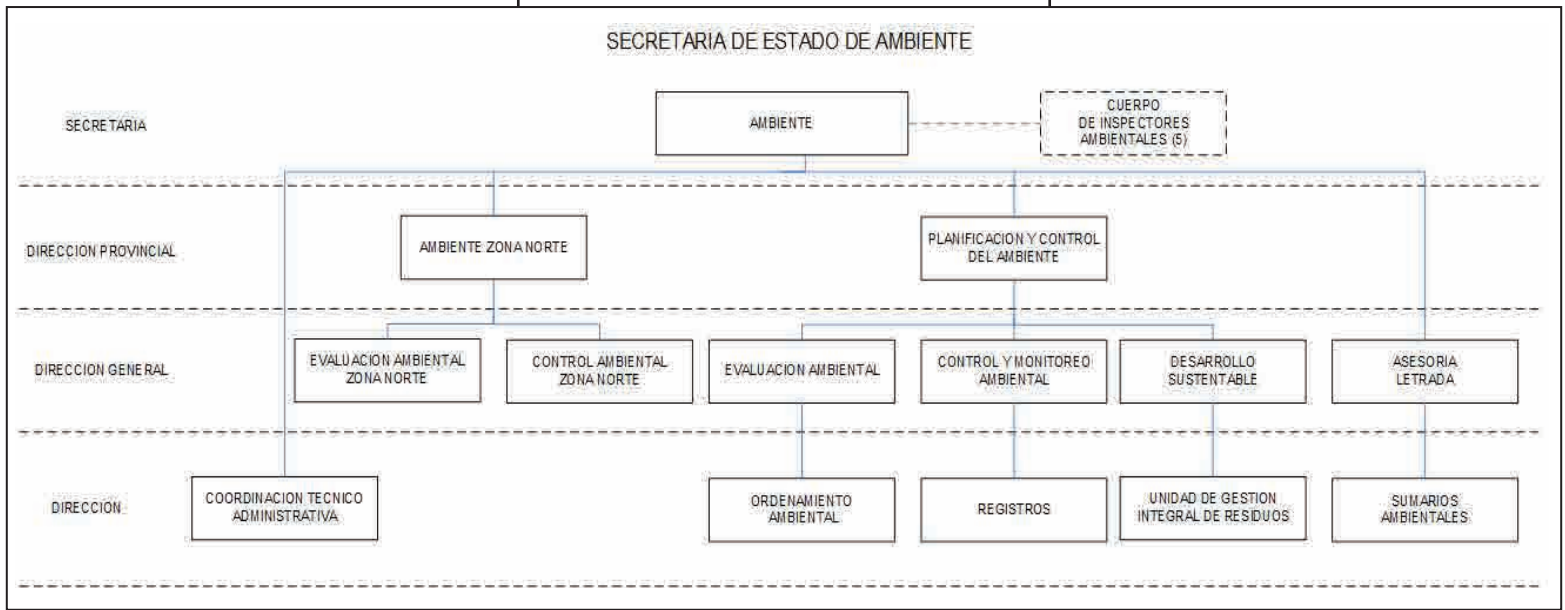 SECRETARIA DE ESTADO DE AMBIENTE
SECRETARIA
AMBIENTE
CUERPO
DE INSPECTORES
AMBIENTALES (5)
DIRECCION PROVINCIAL
AMBIENTE ZONA NORTE
PLANIFICACION Y CONTROL
DEL AMBIENTE
DIRECCION GENERAL
EVALUACION AMBIENTAL
ZONA NORTE
CONTROL AMBIENTAL
ZONA NORTE
EVALUACION AMBIENTAL
CONTROL Y MONITOREO
AMBIENTAL
DESARROLLO
SUSTENTABLE
ASESORIA
LETRADA
DIRECCIÓN
COORDINACION TECNICO
ADMINISTRATIVA
ORDENAMIENTO
AMBIENTAL
REGISTROS
UNIDAD DE GESTION
INTEGRAL DE RESIDUOS
SUMARIOS
AMBIENTALES